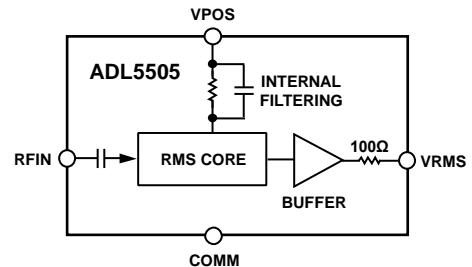 VPOS
ADL5505
INTERNAL
FILTERING
RFIN
RMS CORE
100Ω
VRMS
BUFFER
COMM